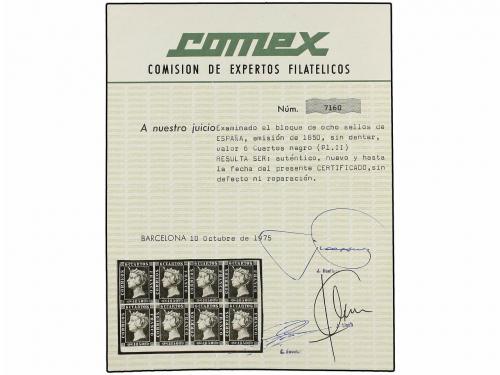 comex
COMISION DE EXPERTOS FILATELICOS
Núm. 7160
A nuestro juicio Examinado el bloque de ocho sellos de
ESPAÑA, emisión de 1850, sin dentar,
valor 6 Cuartos negro (Pl.II)
RESULTA SER: auténtico, nuevo y hasta
la fecha del presente CERTIFICADO, sin
defecto ni reparación.
BARCELONA 10 Octubre de 1975